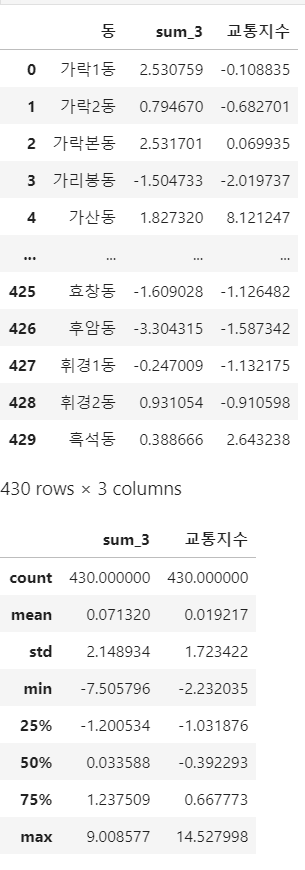 동 sum_3 교통지수
0 가락1동 2.530759 -0.108835
1 가락2동 0.794670 -0.682701
2 가락본동 2.531701 0.069935
3 가리봉동 -1.504733 -2.019737
4 가산동 1.827320 8.121247
... ... ... ...
425 효창동 -1.609028 -1.126482
426 후암동 -3.304315 -1.587342
427 휘경1동 -0.247009 -1.132175
428 휘경2동 0.931054 -0.910598
429 흑석동 0.388666 2.643238
430 rows × 3 columns
sum_3 교통지수
count 430.000000 430.000000
mean 0.071320 0.019217
std 2.148934 1.723422
min -7.505796 -2.232035
25% -1.200534 -1.031876
50% 0.033588 -0.392293
75% 1.237509 0.667773
max 9.008577 14.527998